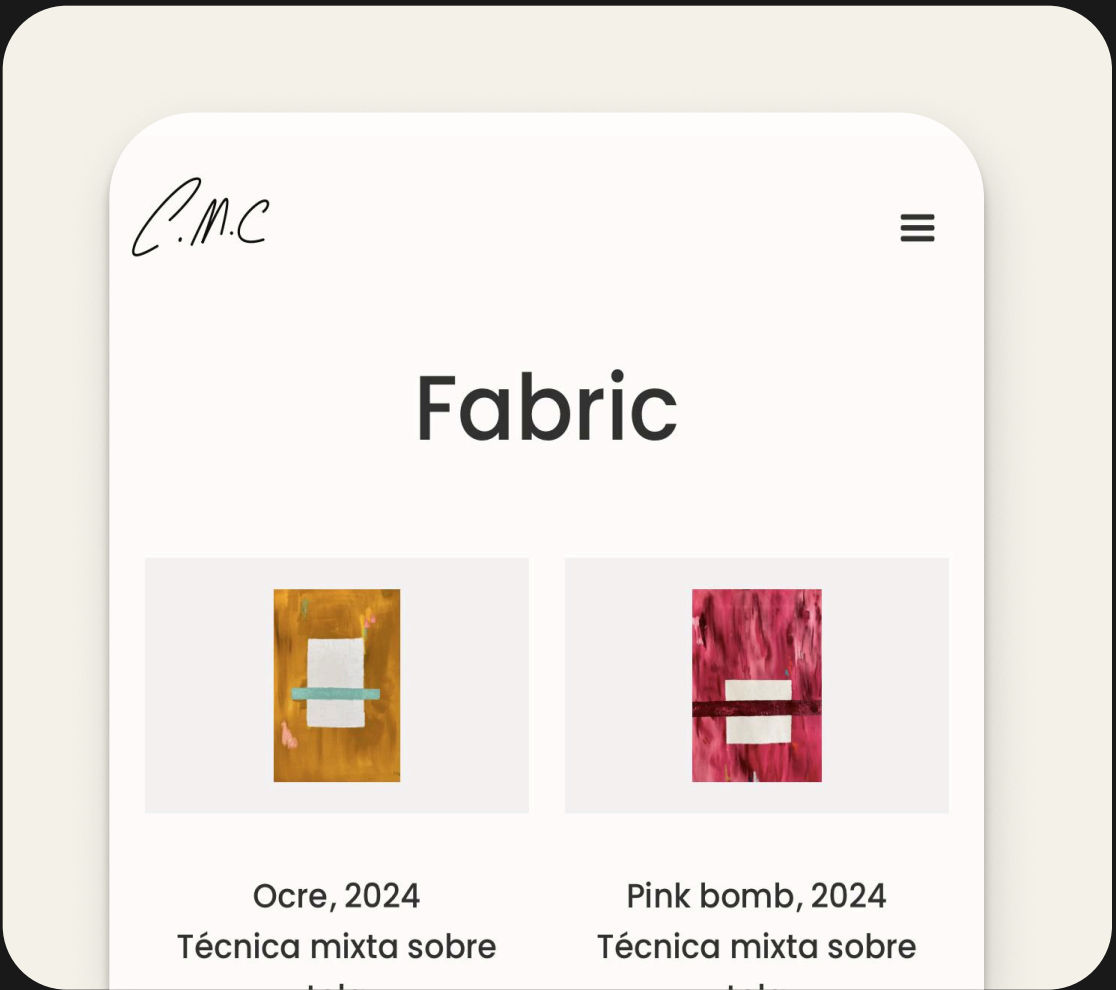 C.M.C
Fabric
Ocre, 2024
Técnica mixta sobre
Pink bomb, 2024
Técnica mixta sobre